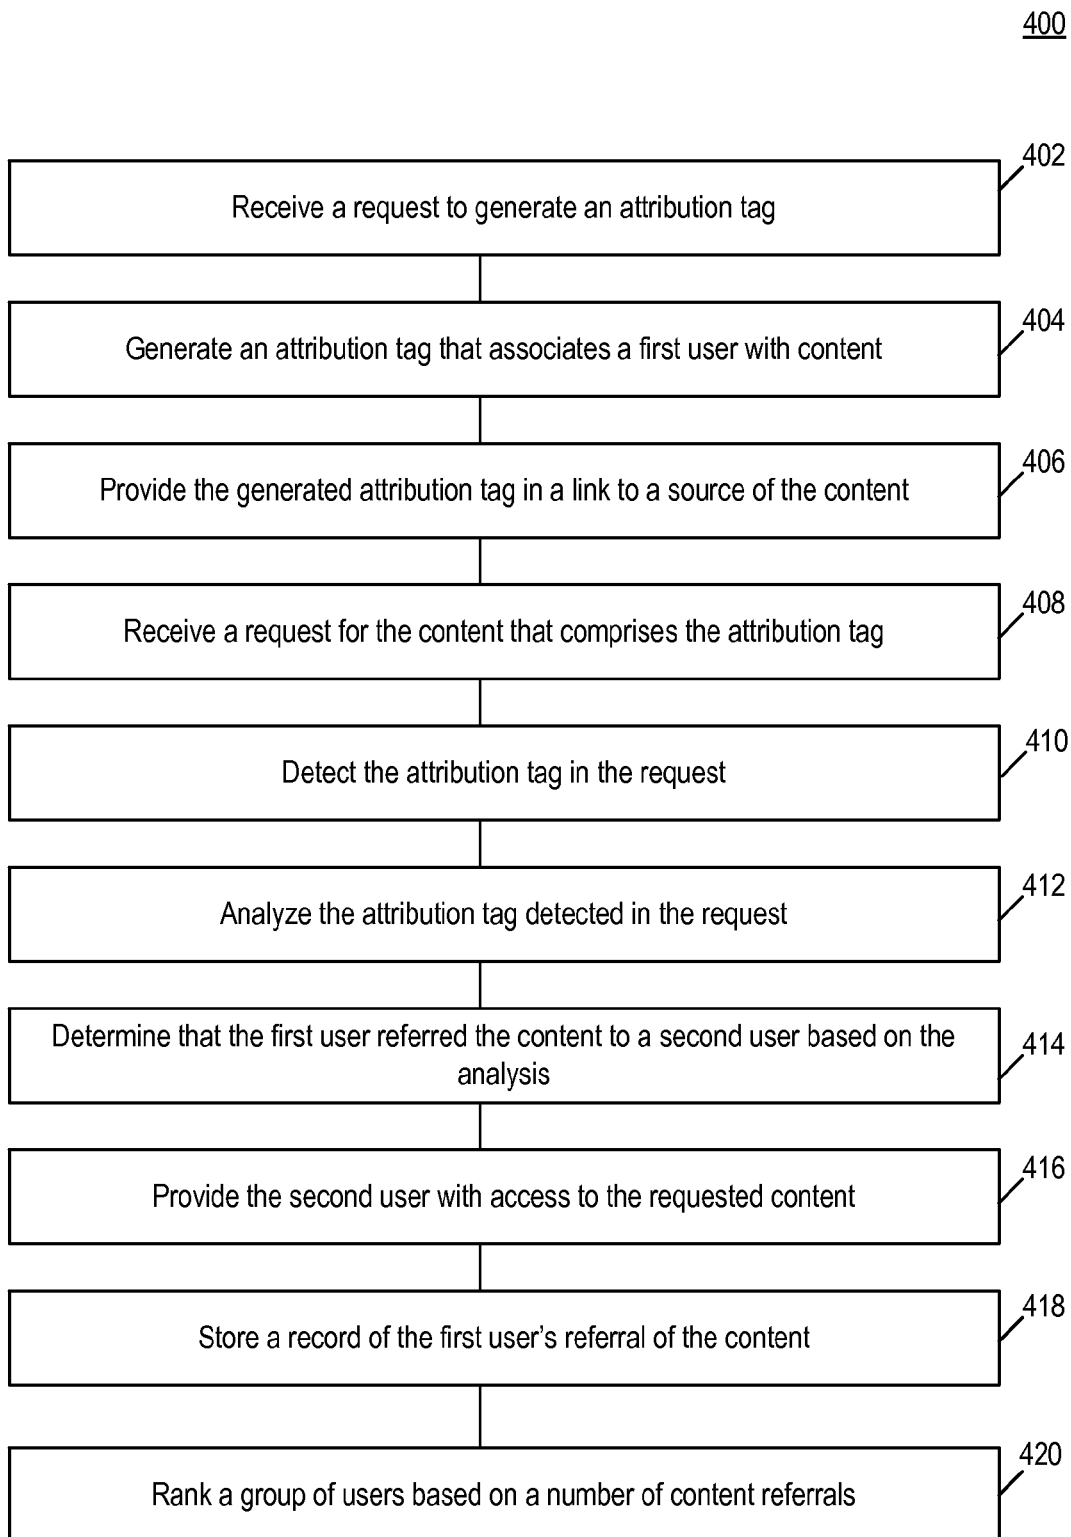 400
402
Receive a request to generate an attribution tag
404
Generate an attribution tag that associates a first user with content
406
Provide the generated attribution tag in a link to a source of the content
408
Receive a request for the content that comprises the attribution tag
410
Detect the attribution tag in the request
412
Analyze the attribution tag detected in the request
414
Determine that the first user referred the content to a second user based on the
analysis
416
Provide the second user with access to the requested content
418
Store a record of the first user's referral of the content
420
Rank a group of users based on a number of content referrals